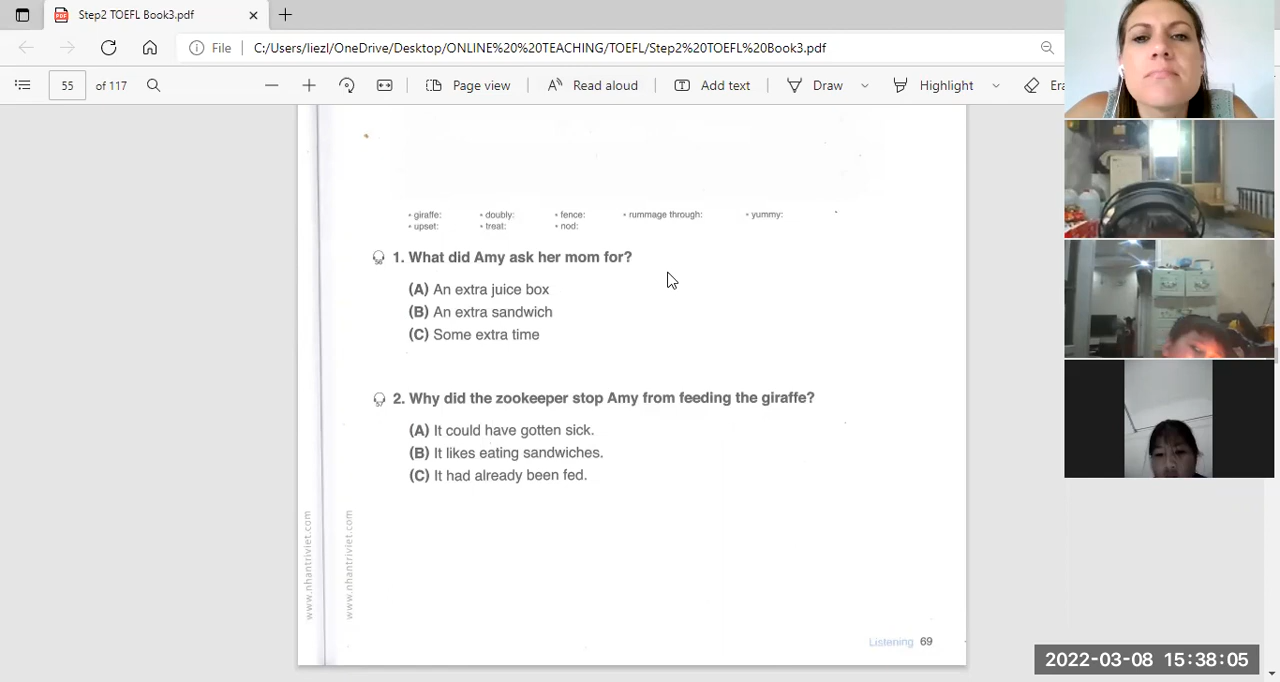 Step2 TOEFL Book3.pdf
File C:/Users/liezl/OneDrive/Desktop/ONLINE%20%20TEACHING/TOEFL/Step2%20TOEFL%20Book3.pdf
55 of 117 Page view Read aloud Add text Draw Highlight Era
• giraffe: • doubly: • fence: • rummage through: • yummy:
• upset: • treat: • nod:
1. What did Amy ask her mom for?
(A) An extra juice box
(B) An extra sandwich
(C) Some extra time
2. Why did the zookeeper stop Amy from feeding the giraffe?
(A) It could have gotten sick.
(B) It likes eating sandwiches.
(C) It had already been fed.
www.nhantriviet.com
www.nhantriviet.com
Listening 69
2022-03-08 15:38:05